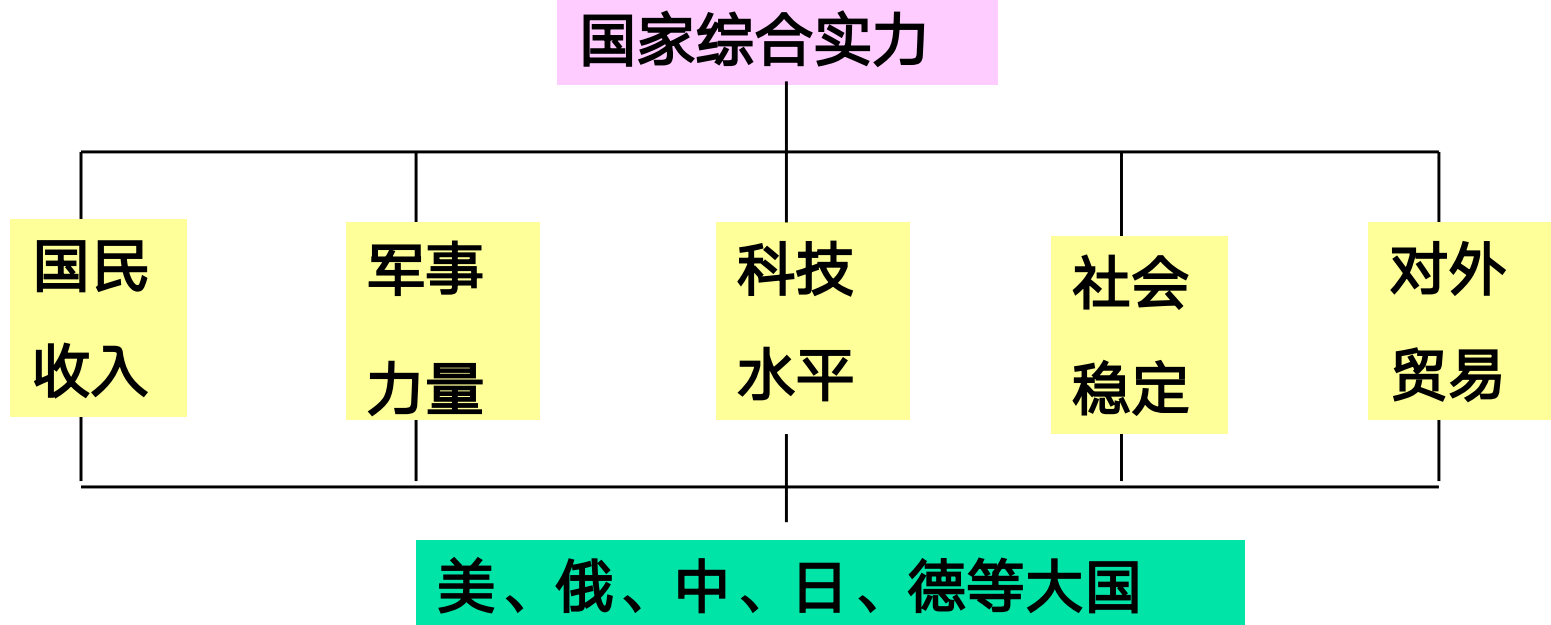 国家综合实力
国民
收入
军事
力量
科技
水平
社会
稳定
对外
贸易
美、俄、中、日、德等大国